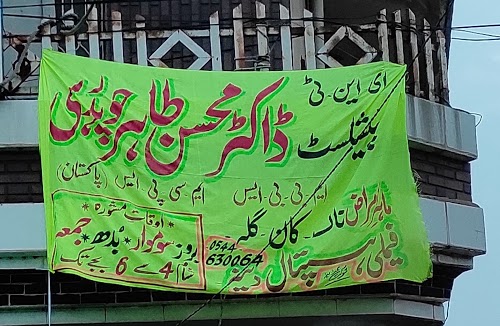 ای این ٹی
سپیشلسٹ
ڈاکٹر محسن طاہر چوہدری
ایم بی بی ایس ایم سی پی ایس (پاکستان)
ماہر امراض ناک۔ کان۔ گلہ
*اوقات مشورہ*
بروز سوموار* بدھ* جمعہ
شام 4 سے 6 بجے تک
0544
630064
فیملی ہسپتال دینہ